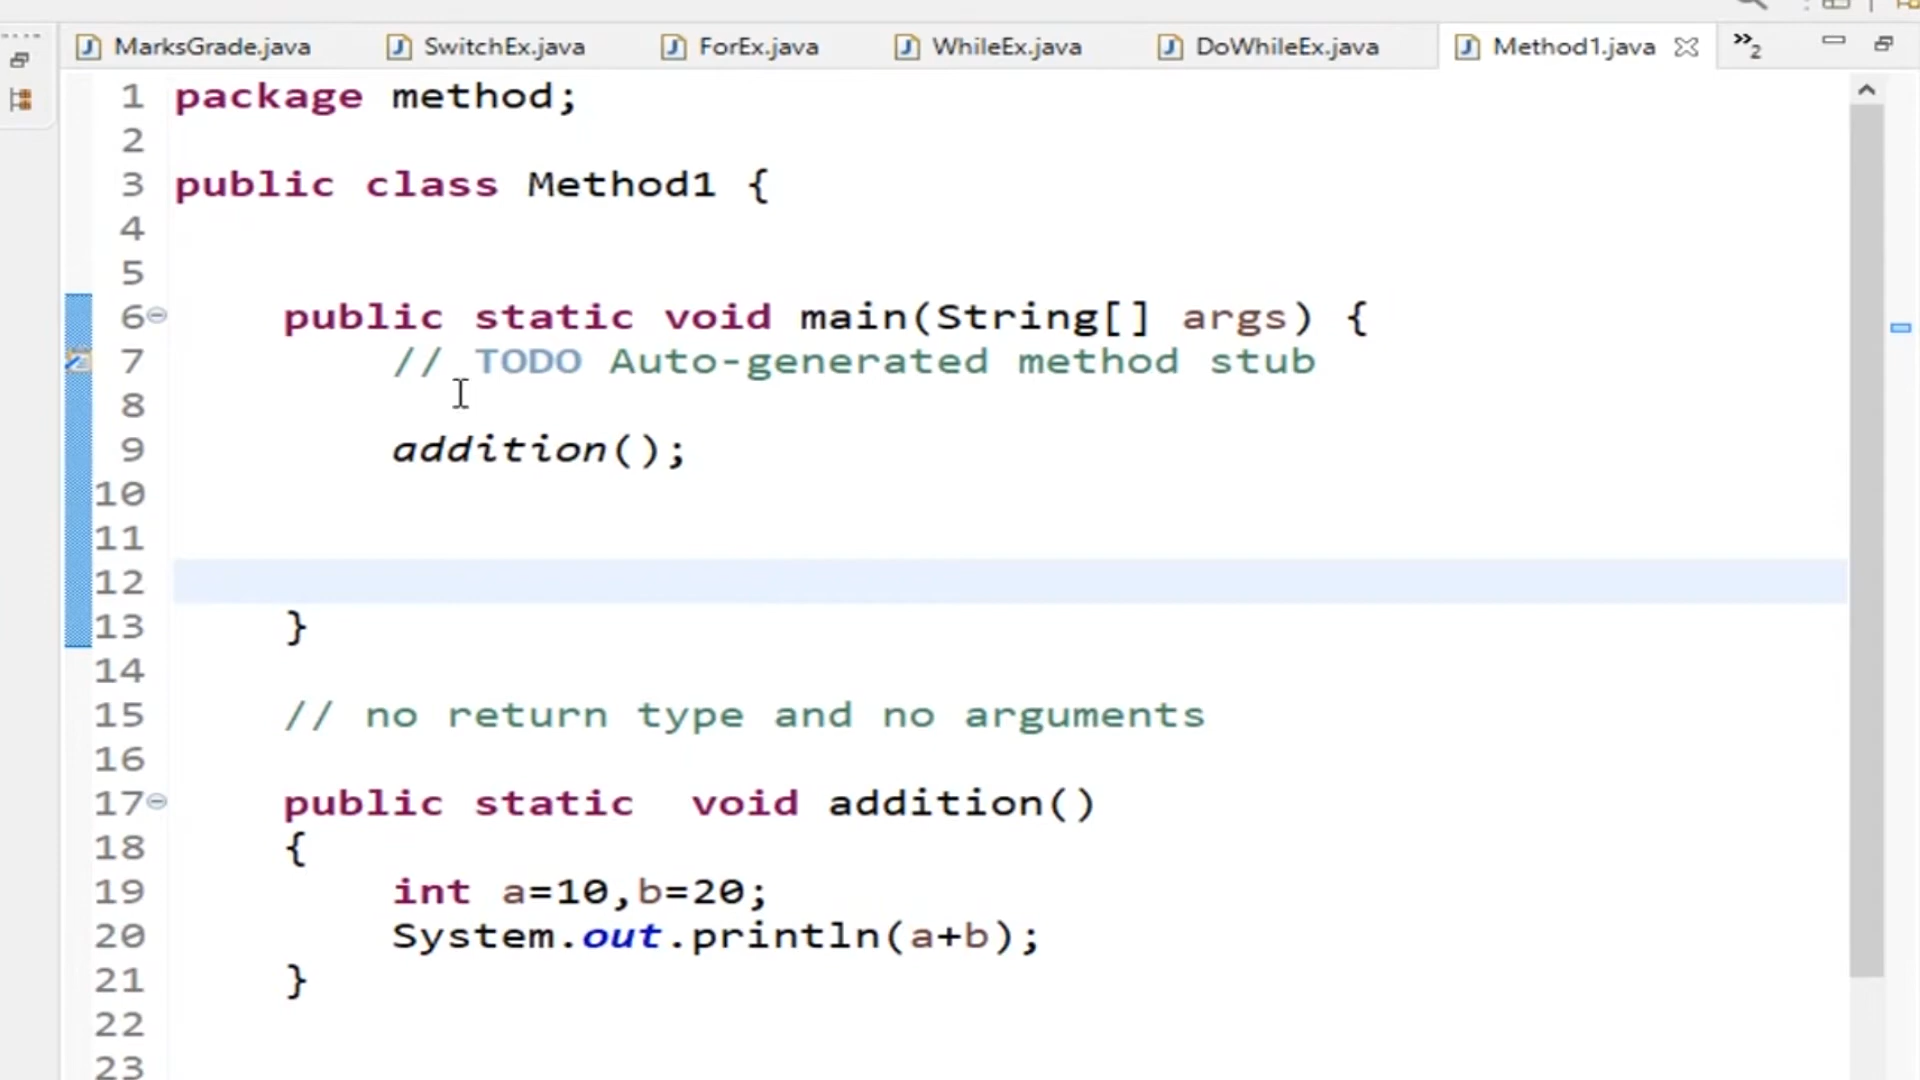 MarksGrade.java SwitchEx.java ForEx.java WhileEx.java DoWhileEx.java Method1.java »2
1 package method;
2
3 public class Method1 {
4
5
6 public static void main(String[] args) {
7 // TODO Auto-generated method stub
8
9 addition();
10
11
12
13 }
14
15 // no return type and no arguments
16
17 public static  void addition()
18 {
19 int a=10,b=20;
20 System.out.println(a+b);
21 }
22
23